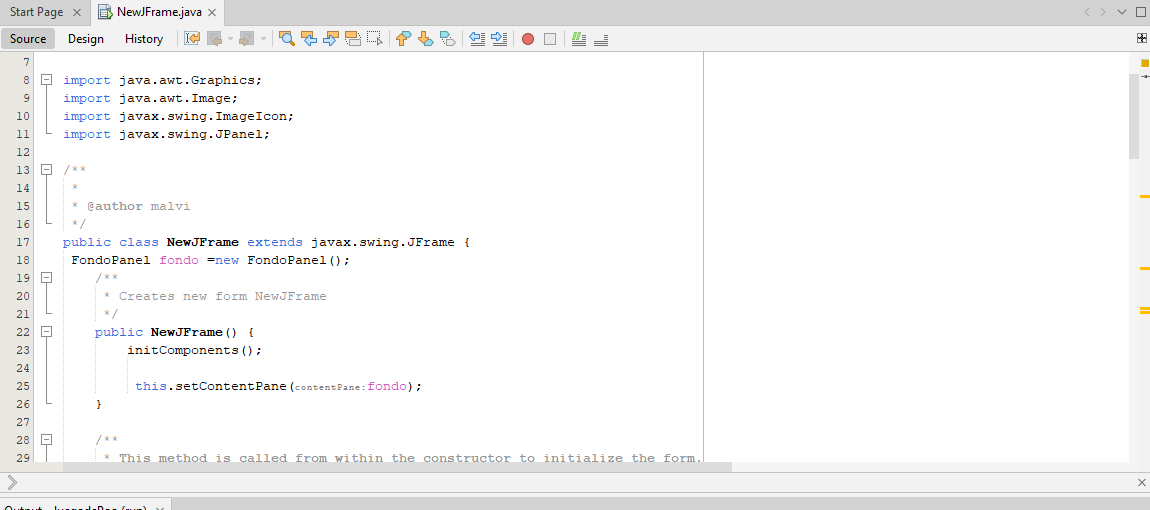 Start Page
NewJFrame.java
Source Design History
7
8 import java.awt.Graphics;
9 import java.awt.Image;
10 import javax.swing.ImageIcon;
11 import javax.swing.JPanel;
12
13 /**
14 *
15 * @author malvi
16 */
17 public class NewJFrame extends javax.swing.JFrame {
18 FondoPanel fondo =new FondoPanel();
19 /**
20 * Creates new form NewJFrame
21 */
22 public NewJFrame() {
23 initComponents();
24
25 this.setContentPane(contentPane:fondo);
26 }
27
28 /**
29 * This method is called from within the constructor to initialize the form.